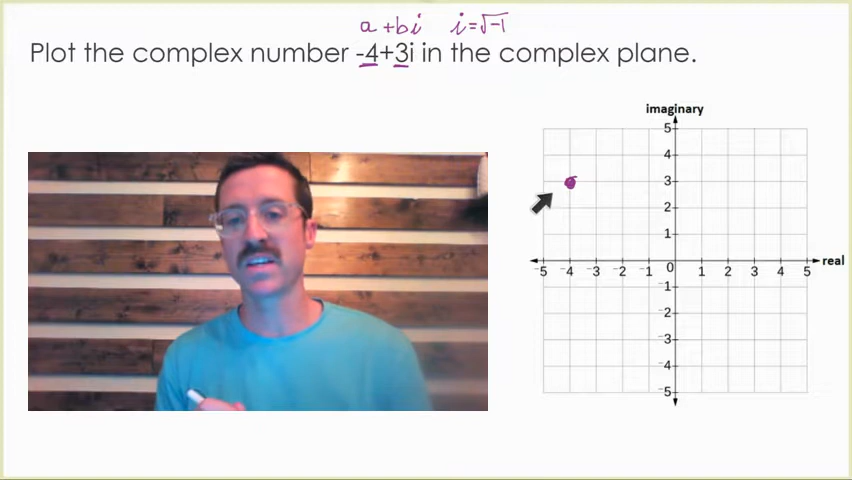 a+bi i=√-1
Plot the complex number -4+3i in the complex plane.
imaginary
5
4
3
2
1
-5 -4 -3 -2 -1 0 1 2 3 4 5 real
-1
-2
-3
-4
-5